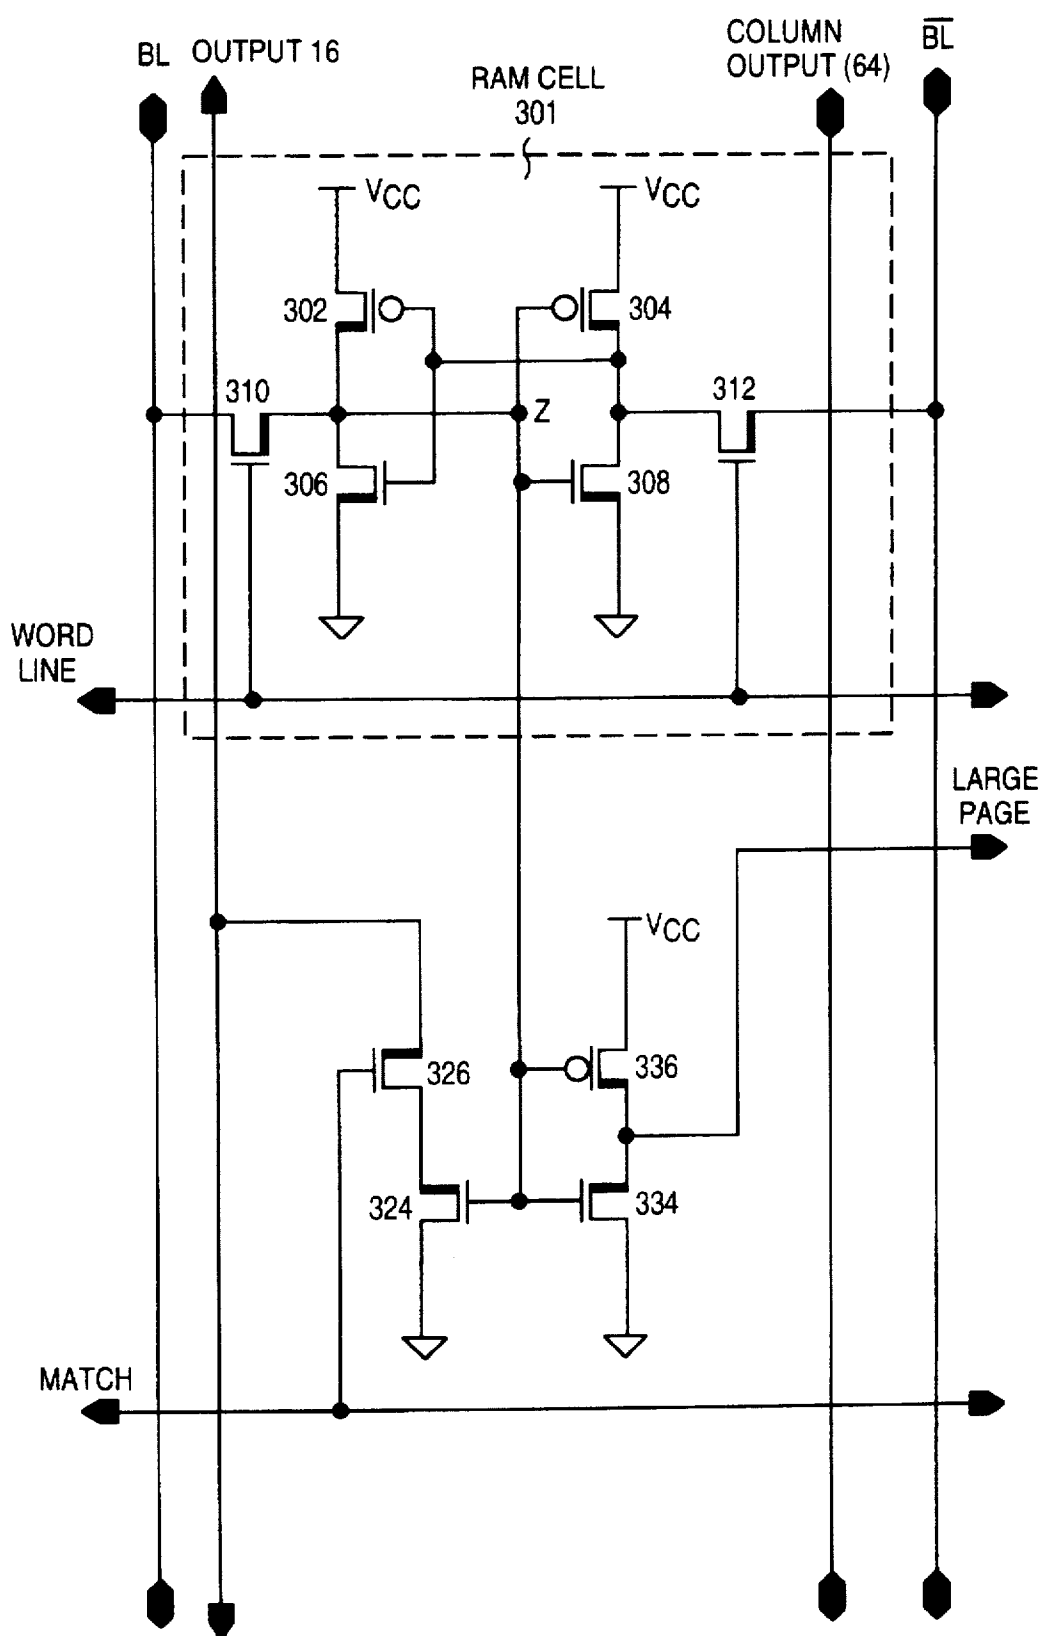 BL
OUTPUT 16
COLUMN
OUTPUT (64)
B̅L̅
RAM CELL
301
VCC
VCC
302
304
310
312
Z
306
308
WORD
LINE
LARGE
PAGE
VCC
326
336
324
334
MATCH